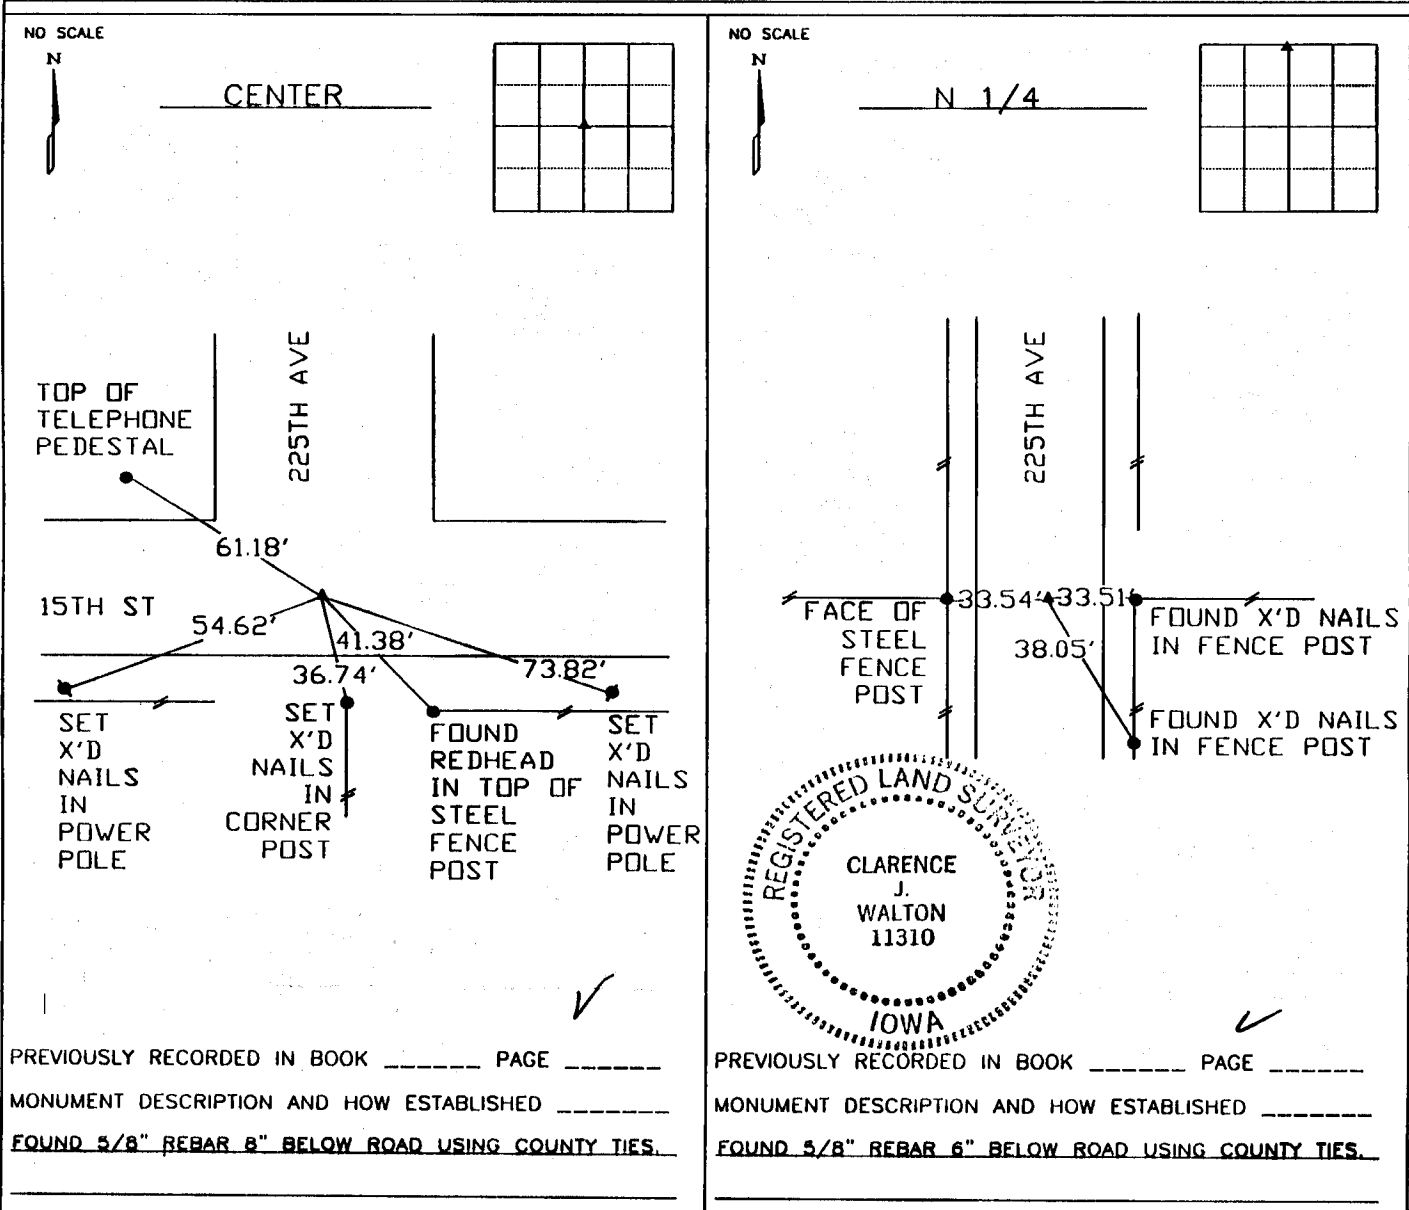 NO SCALE
N
CENTER
225TH AVE
TOP OF
TELEPHONE
PEDESTAL
61.18'
15TH ST
54.62'
41.38'
36.74'
73.82'
SET
X'D
NAILS
IN
POWER
POLE
SET
X'D
NAILS
IN
CORNER
POST
FOUND
REDHEAD
IN TOP OF
STEEL
FENCE
POST
SET
X'D
NAILS
IN
POWER
POLE
PREVIOUSLY RECORDED IN BOOK ______ PAGE ______
MONUMENT DESCRIPTION AND HOW ESTABLISHED _______
FOUND 5/8" REBAR 8" BELOW ROAD USING COUNTY TIES.
NO SCALE
N
N 1/4
225TH AVE
33.54'
33.51'
38.05'
FACE OF
STEEL
FENCE
POST
FOUND X'D NAILS
IN FENCE POST
FOUND X'D NAILS
IN FENCE POST
REGISTERED LAND SURVEYOR
CLARENCE
J.
WALTON
11310
IOWA
PREVIOUSLY RECORDED IN BOOK ______ PAGE ______
MONUMENT DESCRIPTION AND HOW ESTABLISHED _______
FOUND 5/8" REBAR 6" BELOW ROAD USING COUNTY TIES.